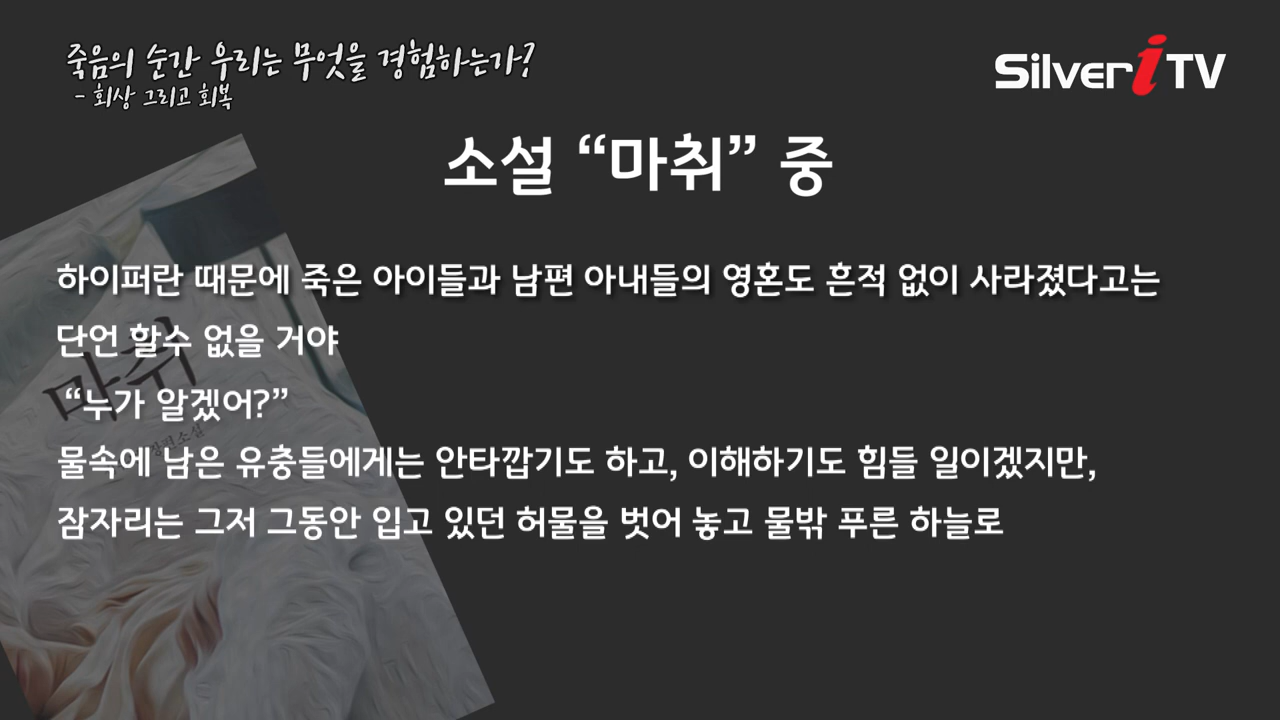 죽음의 순간 우리는 무엇을 경험하는가?
- 회상 그리고 회복
Silver i TV
소설 “마취” 중
하이퍼란 때문에 죽은 아이들과 남편 아내들의 영혼도 흔적 없이 사라졌다고는
단언 할수 없을 거야
“누가 알겠어?”
물속에 남은 유충들에게는 안타깝기도 하고, 이해하기도 힘들 일이겠지만,
잠자리는 그저 그동안 입고 있던 허물을 벗어 놓고 물밖 푸른 하늘로
마취
장편소설